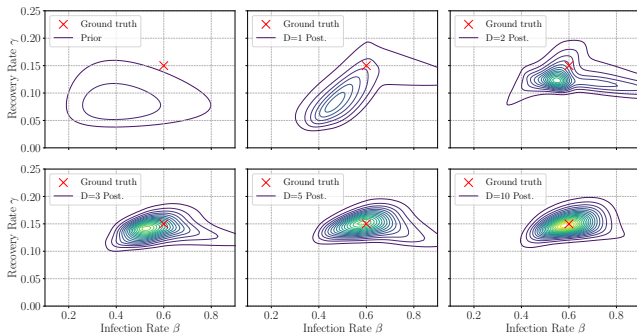 0.25
0.20
0.15
0.10
0.05
0.00
Recovery Rate γ
Ground truth
Prior
Ground truth
D=1 Post.
Ground truth
D=2 Post.
0.25
0.20
0.15
0.10
0.05
0.00
Recovery Rate γ
Ground truth
D=3 Post.
Ground truth
D=5 Post.
Ground truth
D=10 Post.
0.2 0.4 0.6 0.8
0.2 0.4 0.6 0.8
0.2 0.4 0.6 0.8
Infection Rate β
Infection Rate β
Infection Rate β